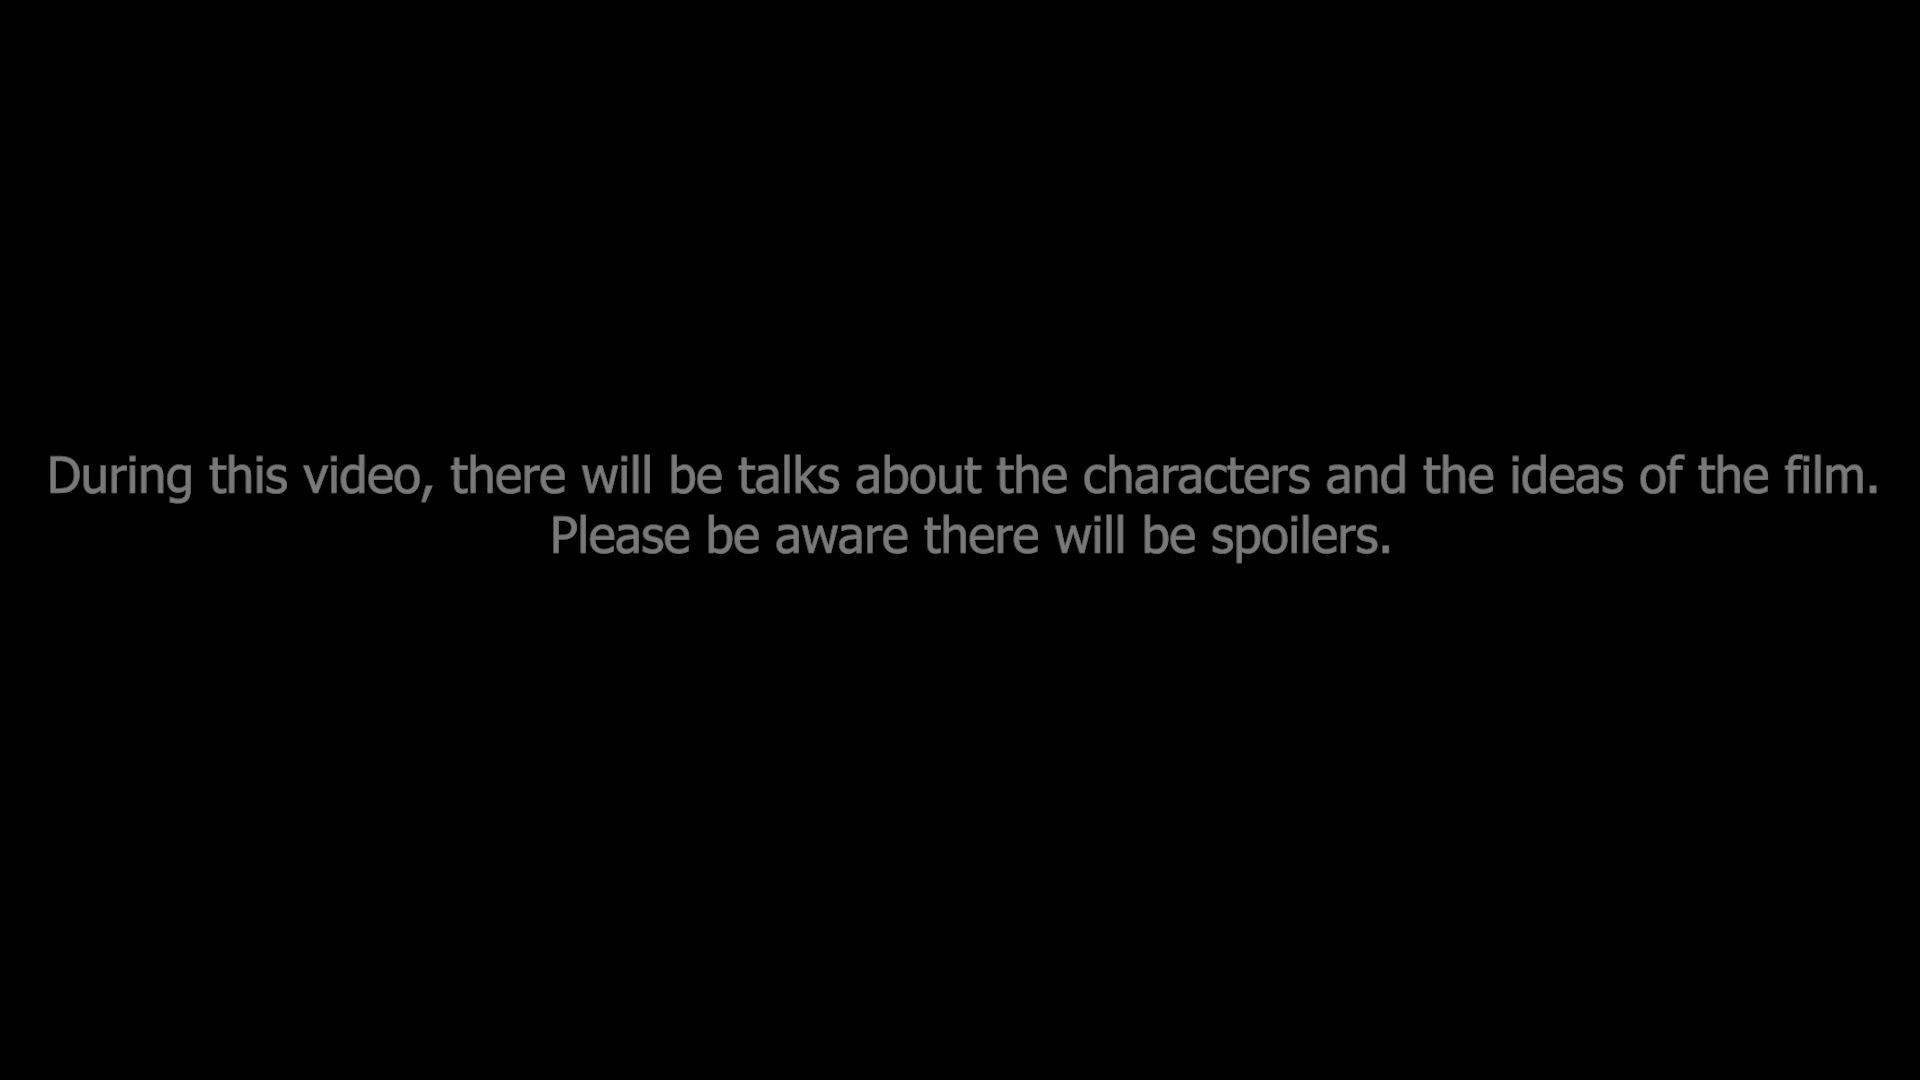 During this video, there will be talks about the characters and the ideas of the film.
Please be aware there will be spoilers.